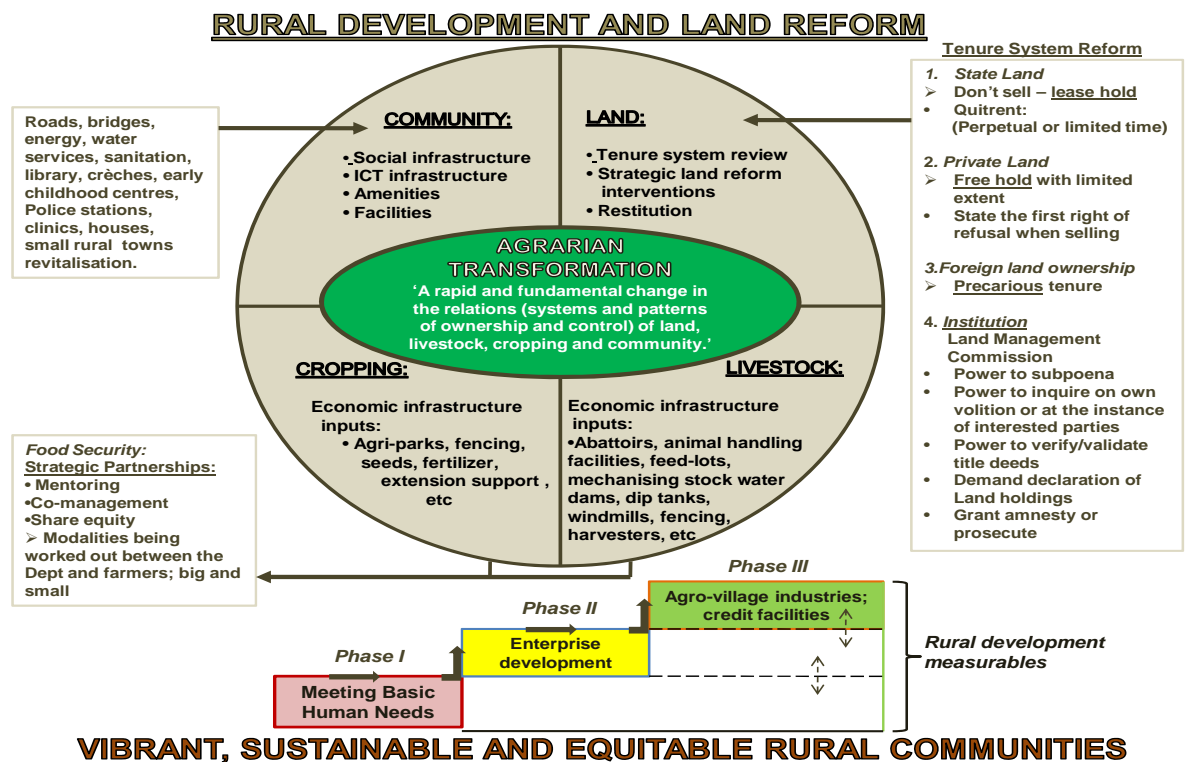 RURAL DEVELOPMENT AND LAND REFORM
Roads, bridges,
energy, water
services, sanitation,
library, crèches, early
childhood centres,
Police stations,
clinics, houses,
small rural towns
revitalisation.
COMMUNITY:
• Social infrastructure
• ICT infrastructure
• Amenities
• Facilities
LAND:
• Tenure system review
• Strategic land reform
interventions
• Restitution
Tenure System Reform
1. State Land
➢ Don't sell – lease hold
• Quitrent:
(Perpetual or limited time)
2. Private Land
➢ Free hold with limited
extent
• State the first right of
refusal when selling
3.Foreign land ownership
➢ Precarious tenure
4. Institution
Land Management
Commission
• Power to subpoena
• Power to inquire on own
volition or at the instance
of interested parties
• Power to verify/validate
title deeds
• Demand declaration of
Land holdings
• Grant amnesty or
prosecute
AGRARIAN
TRANSFORMATION
‘A rapid and fundamental change in
the relations (systems and patterns
of ownership and control) of land,
livestock, cropping and community.’
CROPPING:
Economic infrastructure
inputs:
• Agri-parks, fencing,
seeds, fertilizer,
extension support ,
etc
LIVESTOCK:
Economic infrastructure
inputs:
•Abattoirs, animal handling
facilities, feed-lots,
mechanising stock water
dams, dip tanks,
windmills, fencing,
harvesters, etc
Food Security:
Strategic Partnerships:
• Mentoring
•Co-management
•Share equity
➢ Modalities being
worked out between the
Dept and farmers; big and
small
Phase I
Meeting Basic
Human Needs
Phase II
Enterprise
development
Phase III
Agro-village industries;
credit facilities
Rural development
measurables
VIBRANT, SUSTAINABLE AND EQUITABLE RURAL COMMUNITIES